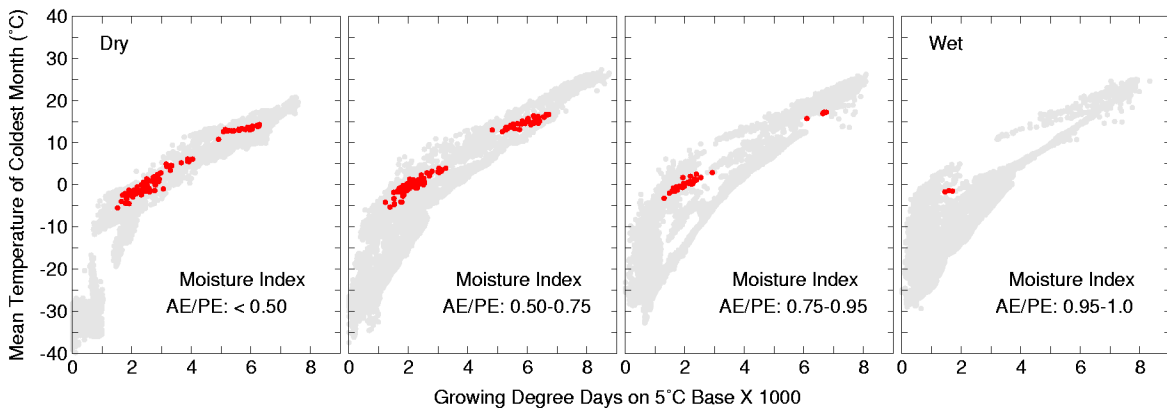 Mean Temperature of Coldest Month (˚C)
40
30
20
10
0
-10
-20
-30
-40
Dry
Wet
Moisture Index
AE/PE: < 0.50
Moisture Index
AE/PE: 0.50-0.75
Moisture Index
AE/PE: 0.75-0.95
Moisture Index
AE/PE: 0.95-1.0
0 2 4 6 8 0 2 4 6 8 0 2 4 6 8 0 2 4 6 8
Growing Degree Days on 5˚C Base X 1000